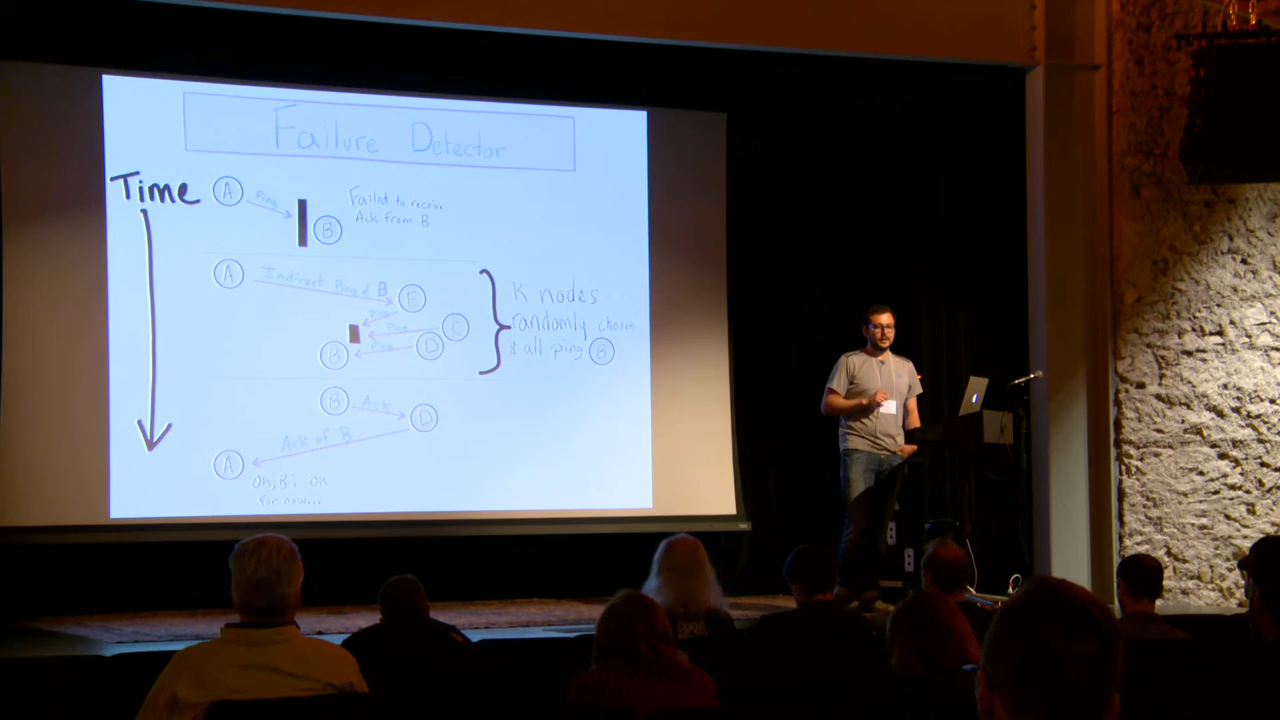 Failure Detector
Time
A
Ping
B
Failed to receive
Ack from B
A
Indirect Ping of B
E
Ping
Ping
C
Ping
D
B
K nodes
randomly chosen
& all ping B
B
Ack
D
Ack of B
A
Oh, B's OK
for now...